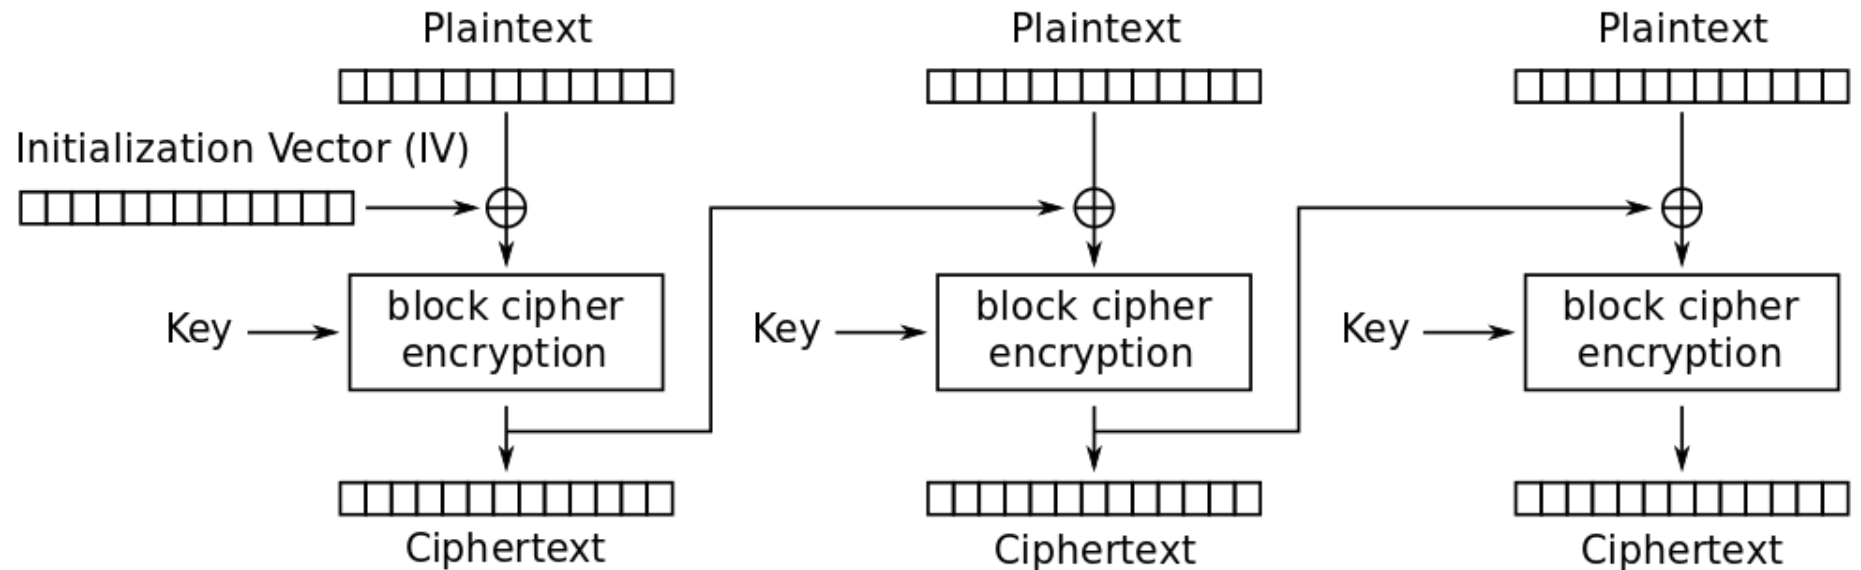 Plaintext
Plaintext
Plaintext
Initialization Vector (IV)
Key
block cipher
encryption
Key
block cipher
encryption
Key
block cipher
encryption
Ciphertext
Ciphertext
Ciphertext